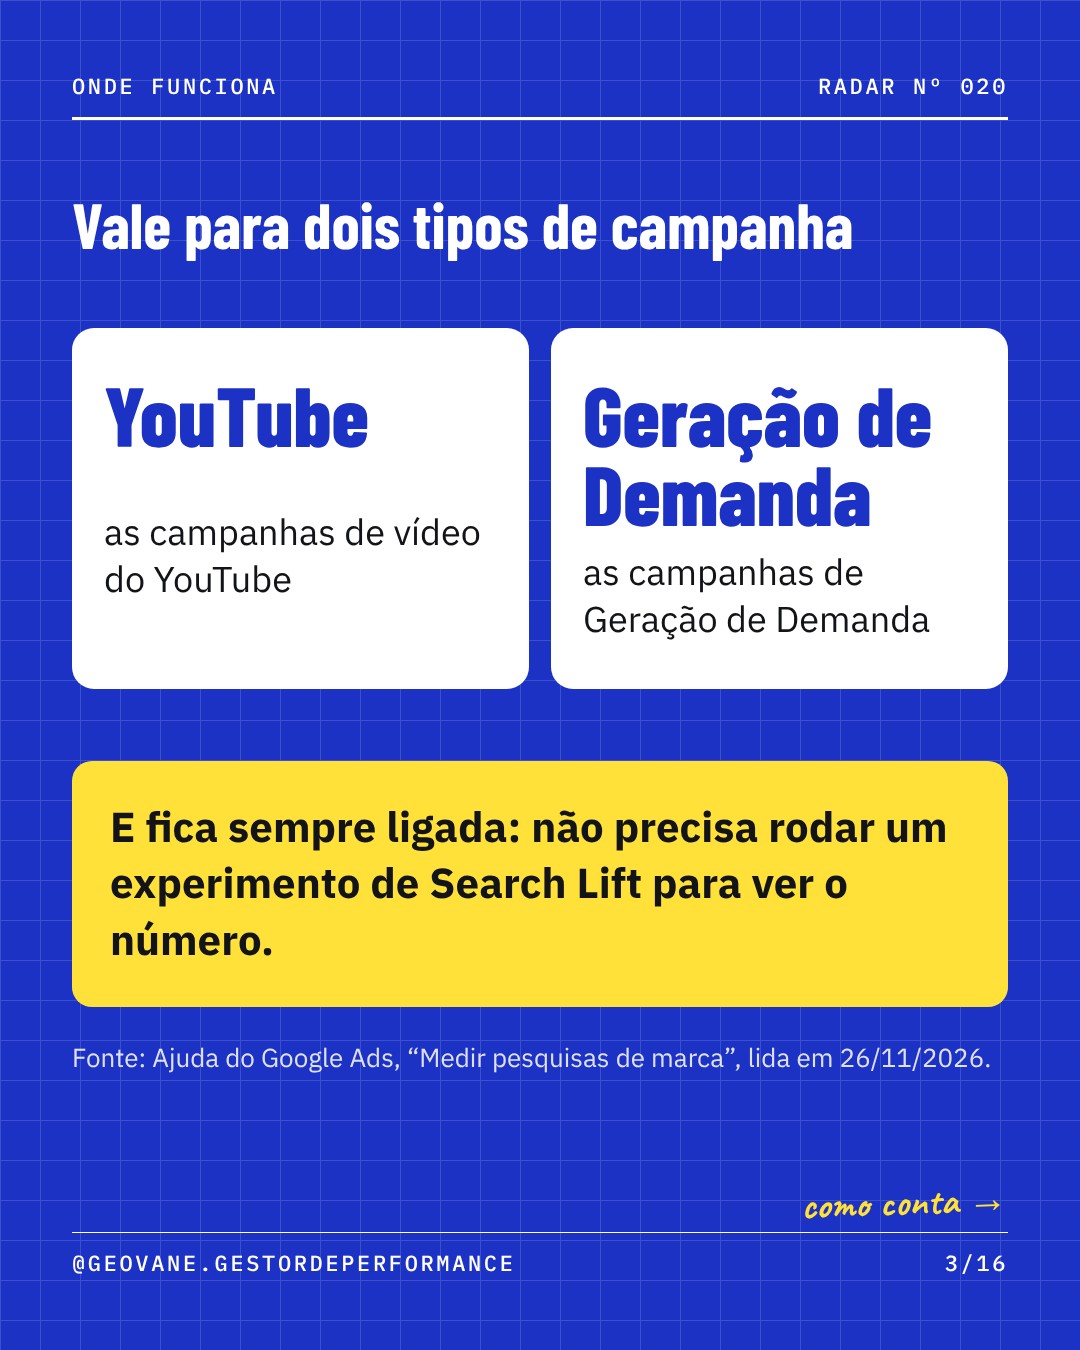 ONDE FUNCIONA
RADAR Nº 020
Vale para dois tipos de campanha
YouTube
as campanhas de vídeo
do YouTube
Geração de
Demanda
as campanhas de
Geração de Demanda
E fica sempre ligada: não precisa rodar um
experimento de Search Lift para ver o
número.
Fonte: Ajuda do Google Ads, “Medir pesquisas de marca”, lida em 26/11/2026.
como conta →
@GEOVANE.GESTORDEPERFORMANCE
3/16